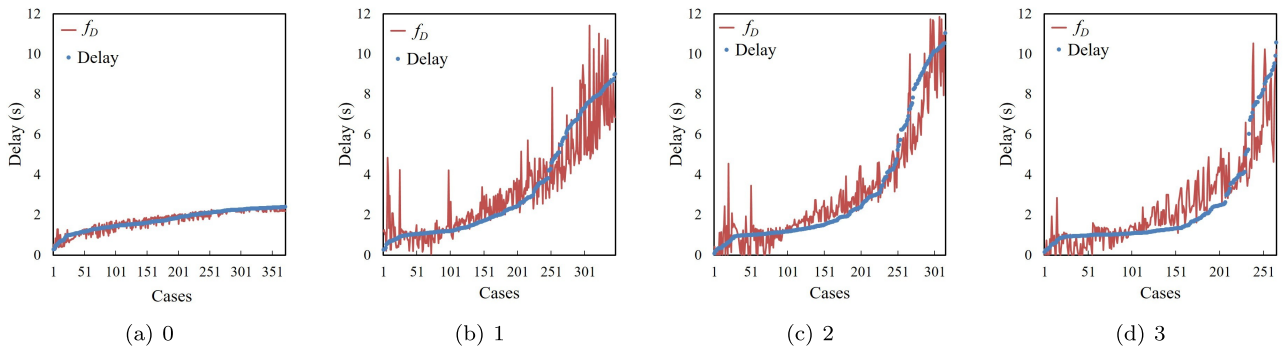 12
10
8
6
4
2
0
Delay (s)
f_D
Delay
1 51 101 151 201 251 301 351
Cases
(a) 0
12
10
8
6
4
2
0
Delay (s)
f_D
Delay
1 51 101 151 201 251 301
Cases
(b) 1
12
10
8
6
4
2
0
Delay (s)
f_D
Delay
1 51 101 151 201 251 301
Cases
(c) 2
12
10
8
6
4
2
0
Delay (s)
f_D
Delay
1 51 101 151 201 251
Cases
(d) 3